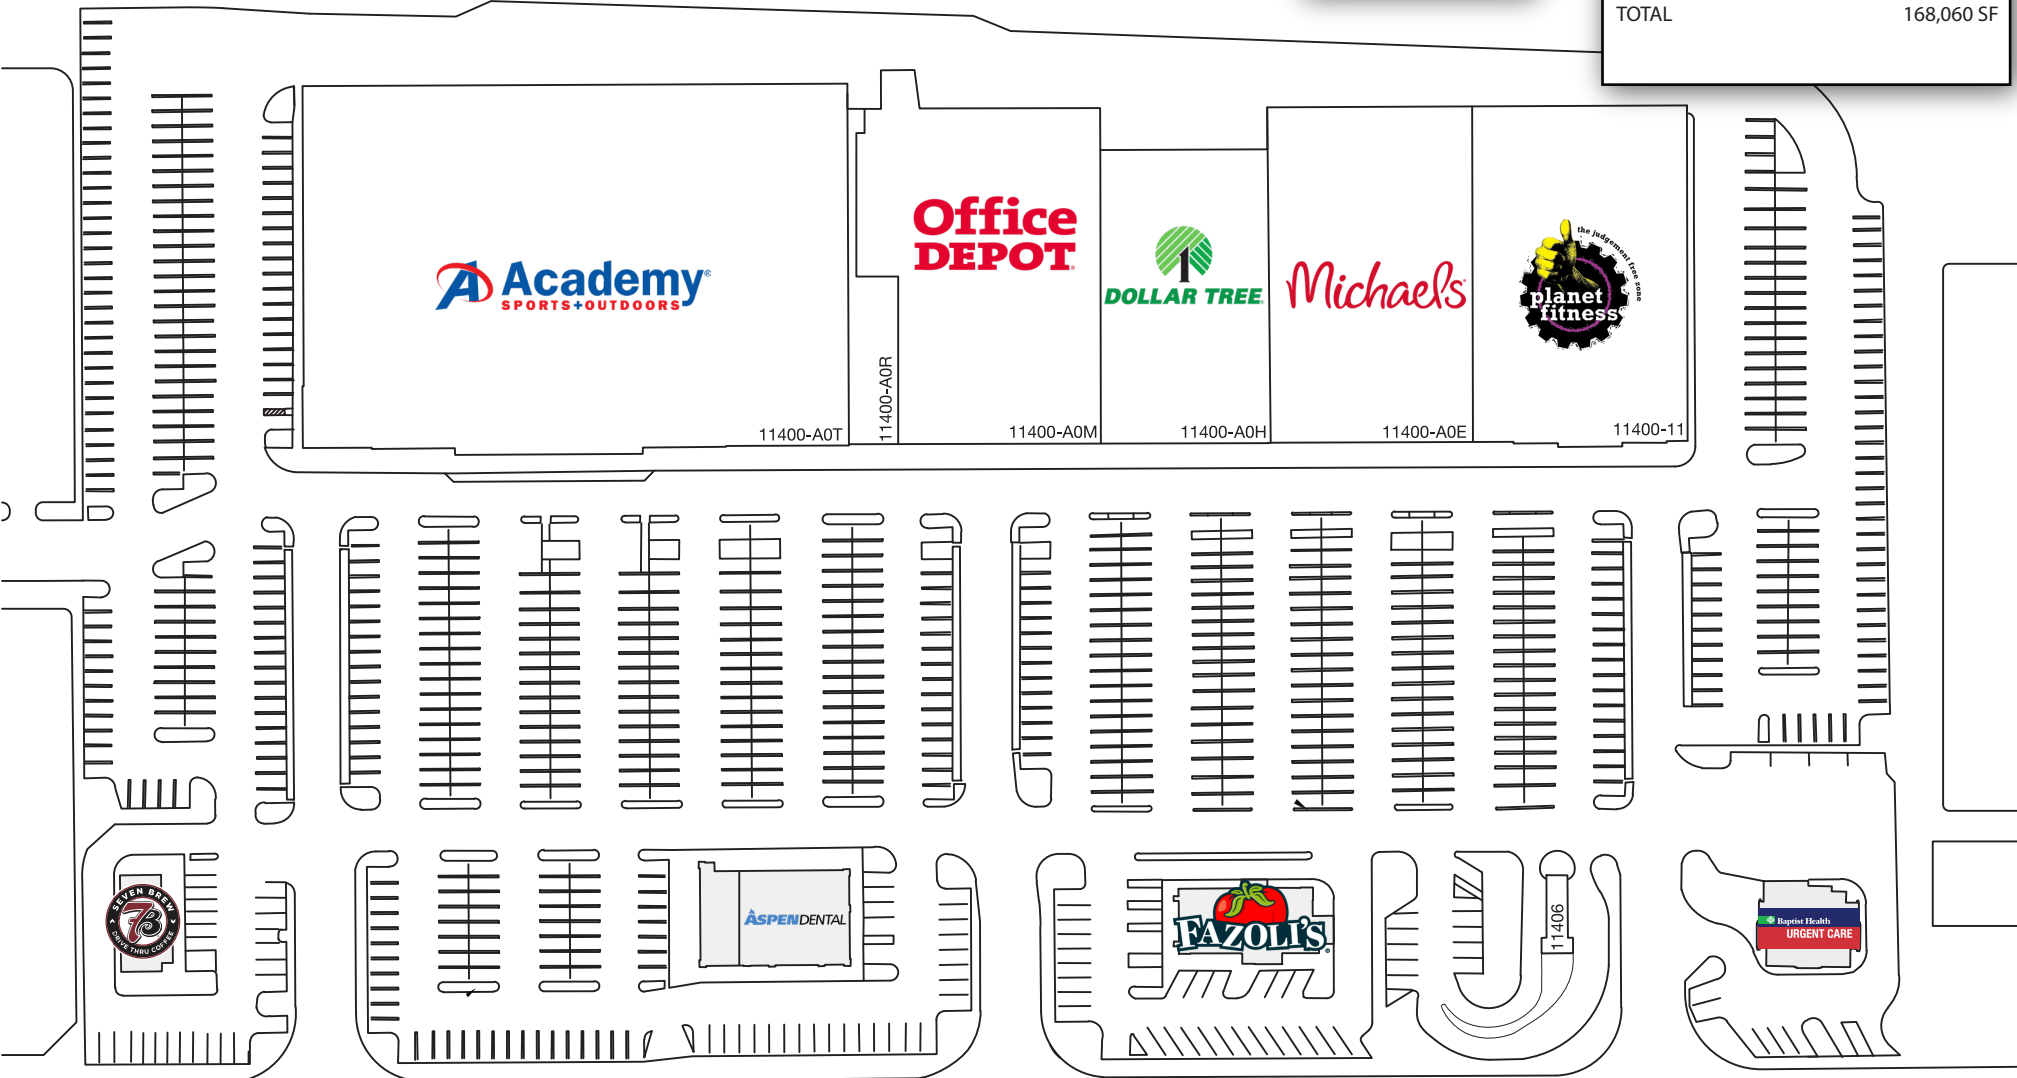 TOTAL 168,060 SF
Academy®
SPORTS+OUTDOORS
11400-A0T
11400-A0R
Office
DEPOT
11400-A0M
1
DOLLAR TREE
11400-A0H
Michaels
11400-A0E
the judgement free zone
planet
fitness
11400-11
SEVEN BREW
7B
DRIVE THRU COFFEE
ASPENDENTAL
FAZOLI'S®
11406
Baptist Health
URGENT CARE